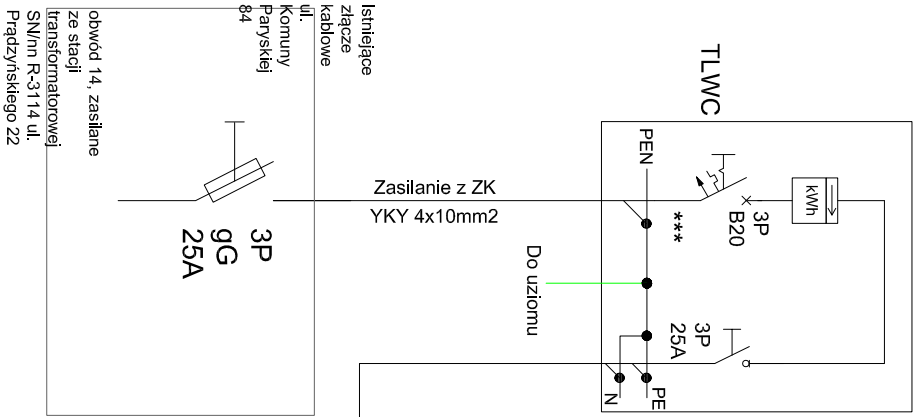 Istniejące
złącze
kablowe
ul.
Komuny
Paryskiej
84
obwód 14, zasilane
ze stacji
transformatorowej
SN/nn R-3114 ul.
Prądzyńskiego 22
3P
gG
25A
Zasilanie z ZK
YKY 4x10mm2
TLWC
PEN
***
3P
B20
kWh
Do uziomu
3P
25A
PE
N